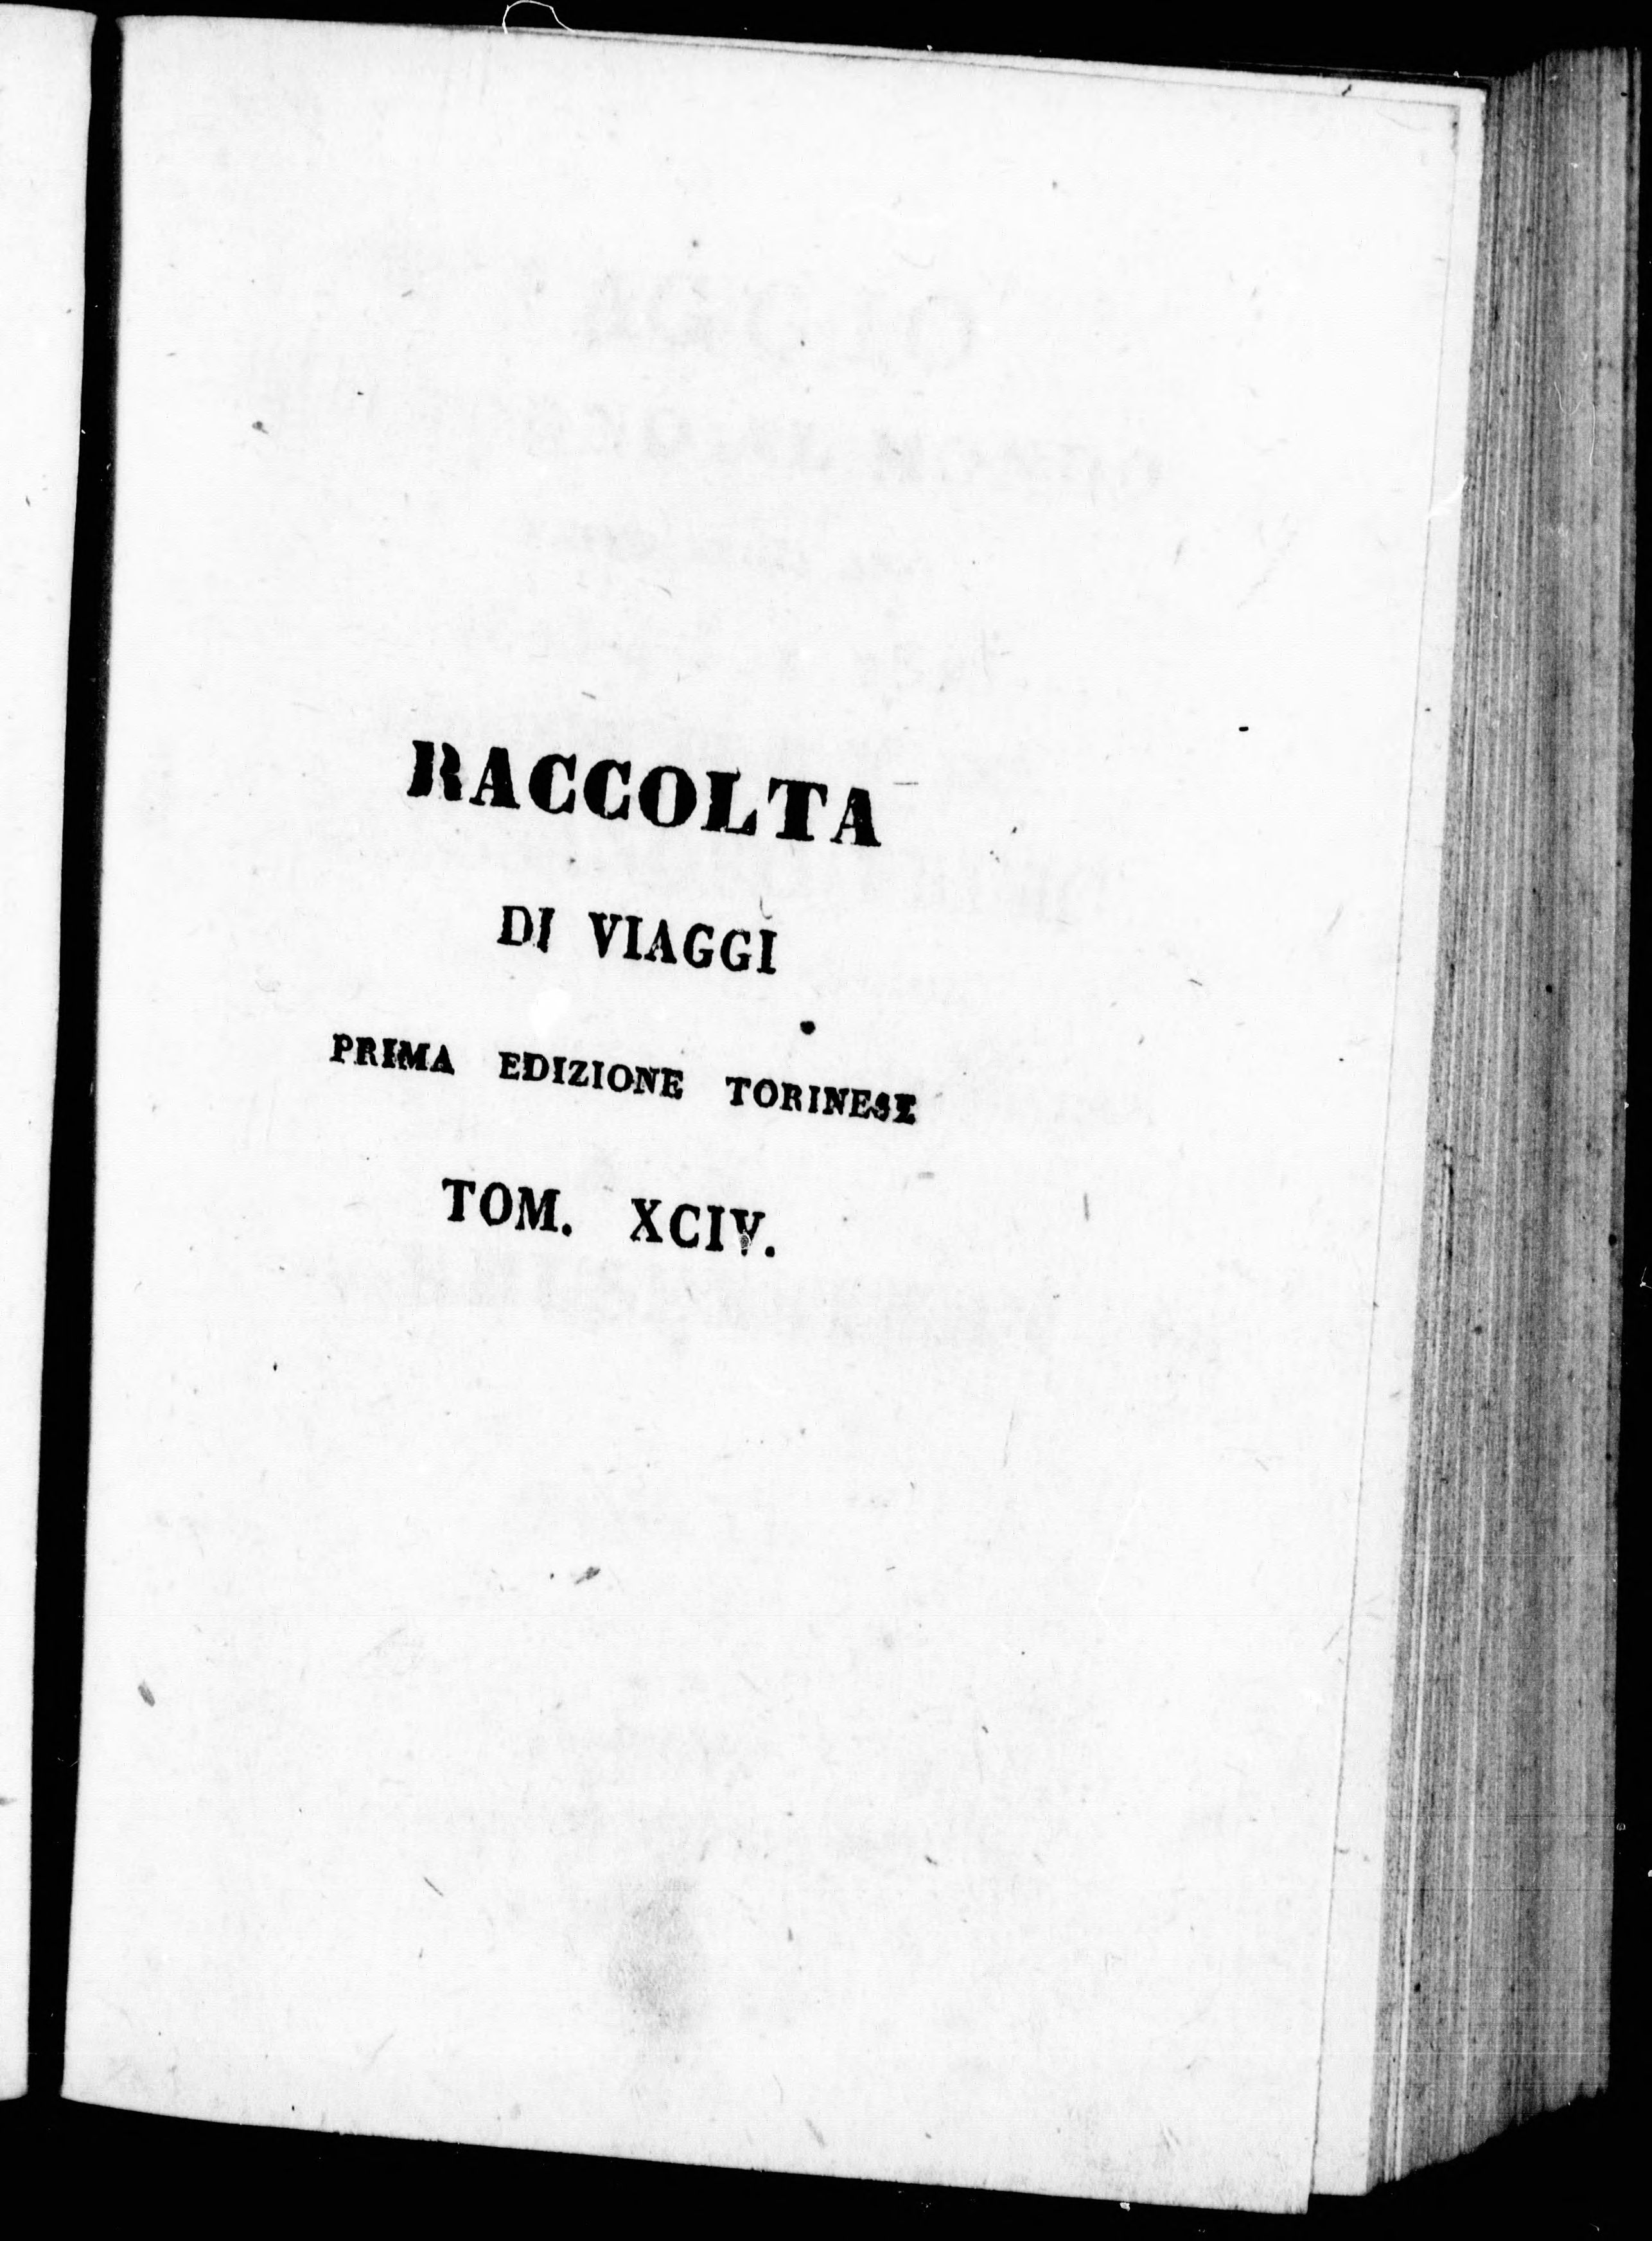 RACCOLTA
DI VIAGGI
PRIMA EDIZIONE TORINESE
TOM. XCIV.